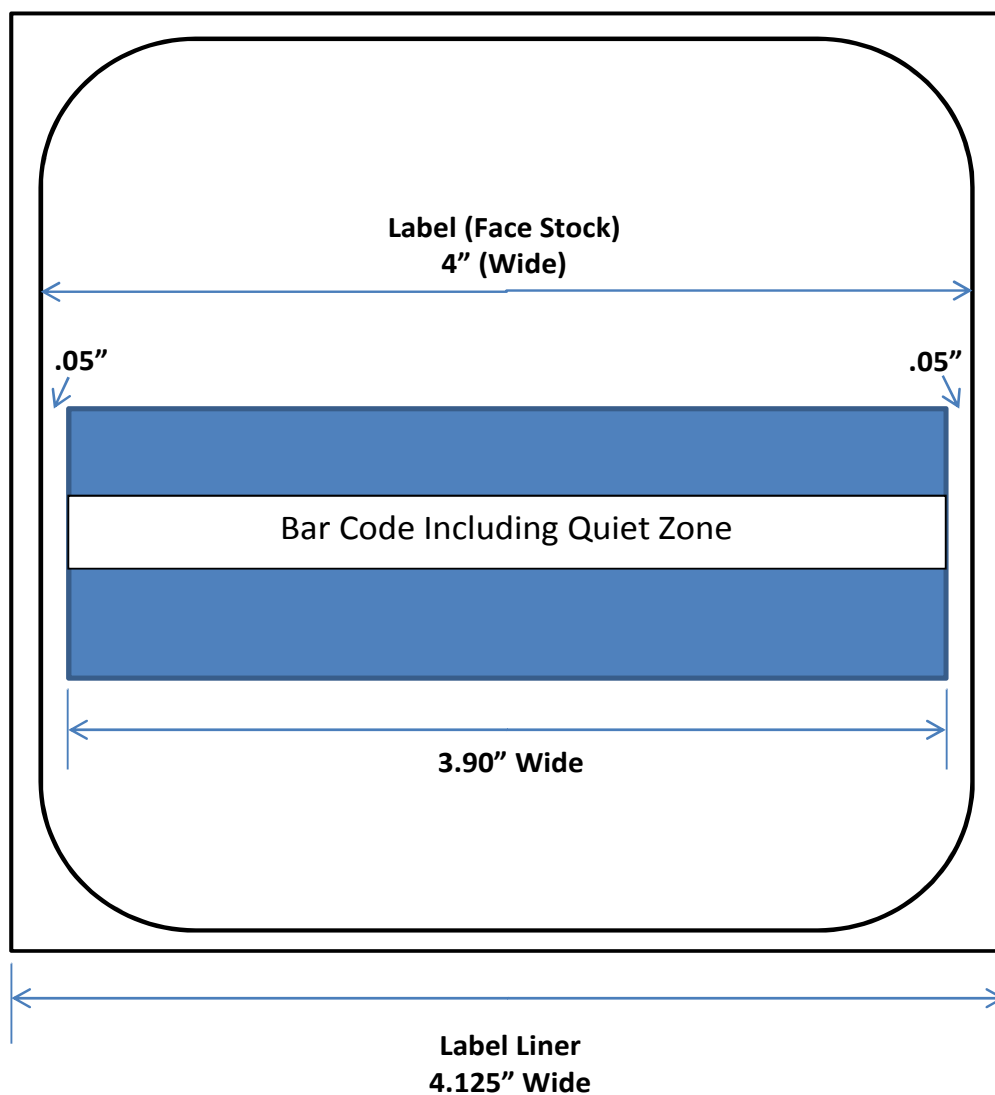 Label (Face Stock)
4” (Wide)
.05”
.05”
Bar Code Including Quiet Zone
3.90” Wide
Label Liner
4.125” Wide